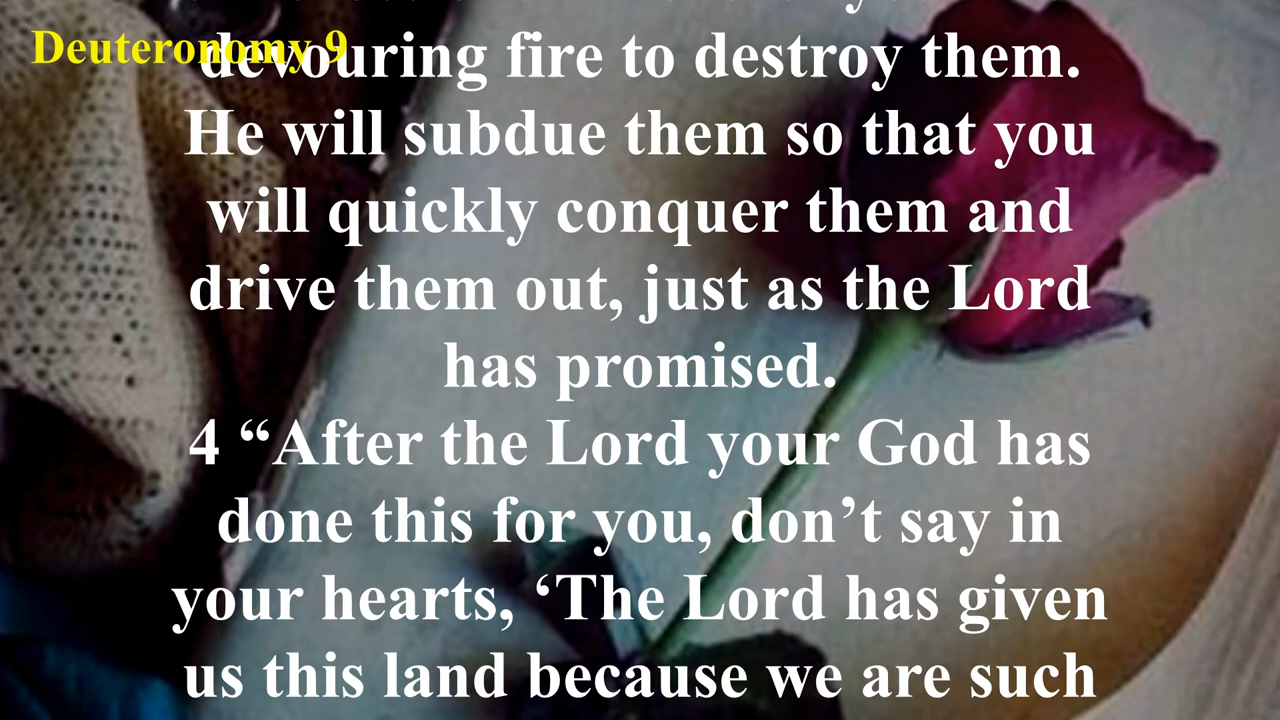 Deuteronomy 9
devouring fire to destroy them.
He will subdue them so that you
will quickly conquer them and
drive them out, just as the Lord
has promised.
4 “After the Lord your God has
done this for you, don’t say in
your hearts, ‘The Lord has given
us this land because we are such